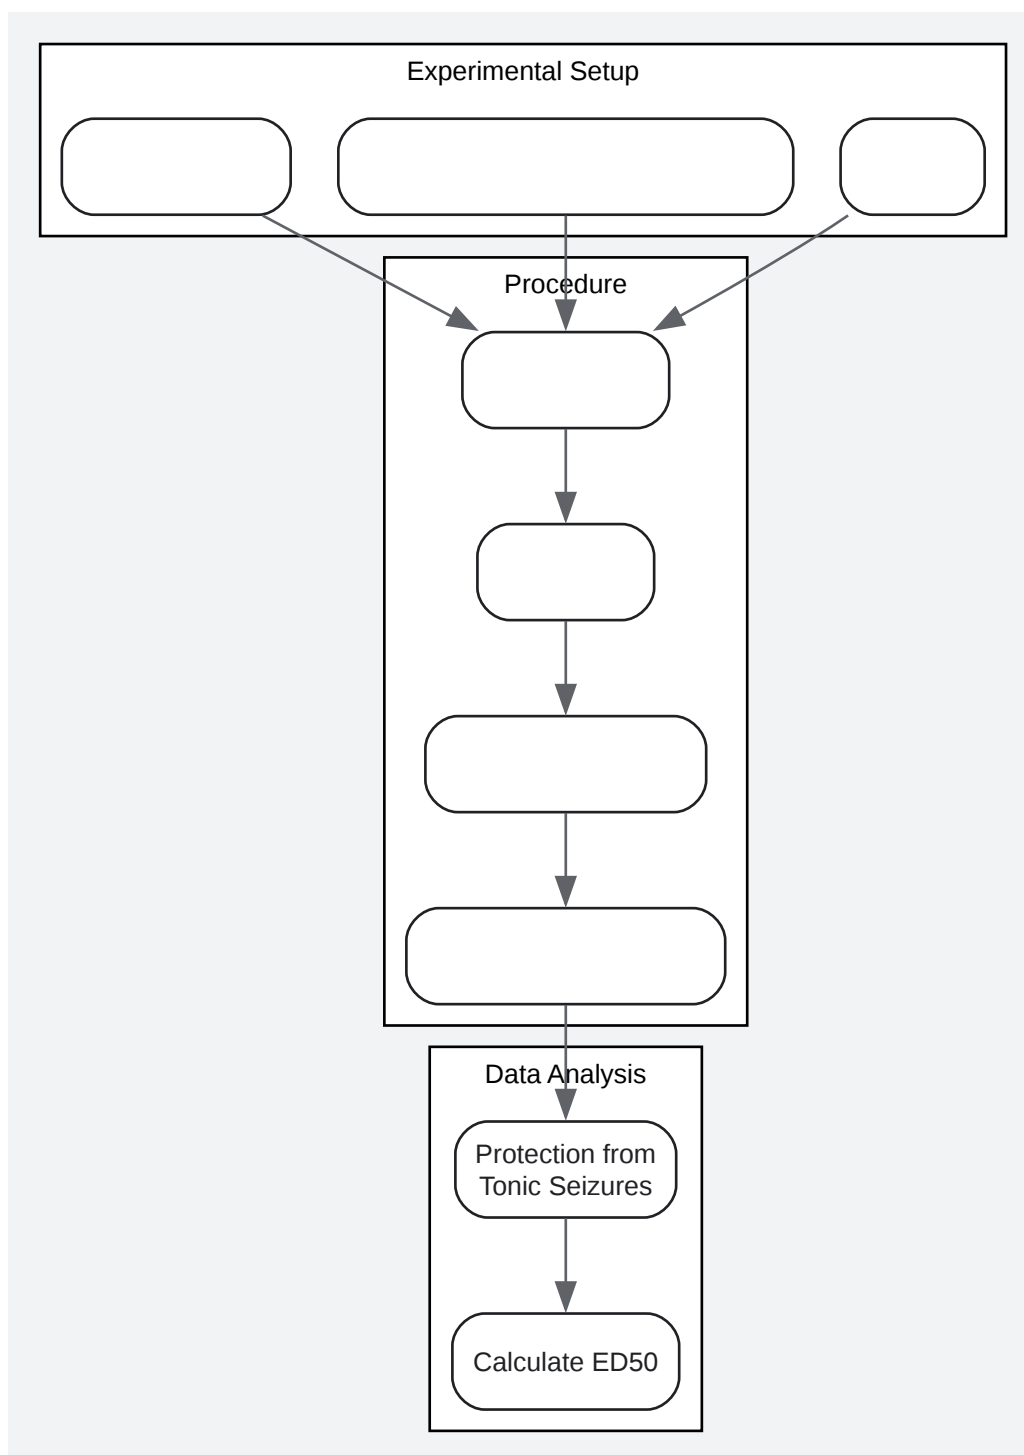 Experimental Setup
Procedure
Data Analysis
Protection from
Tonic Seizures
Calculate ED50